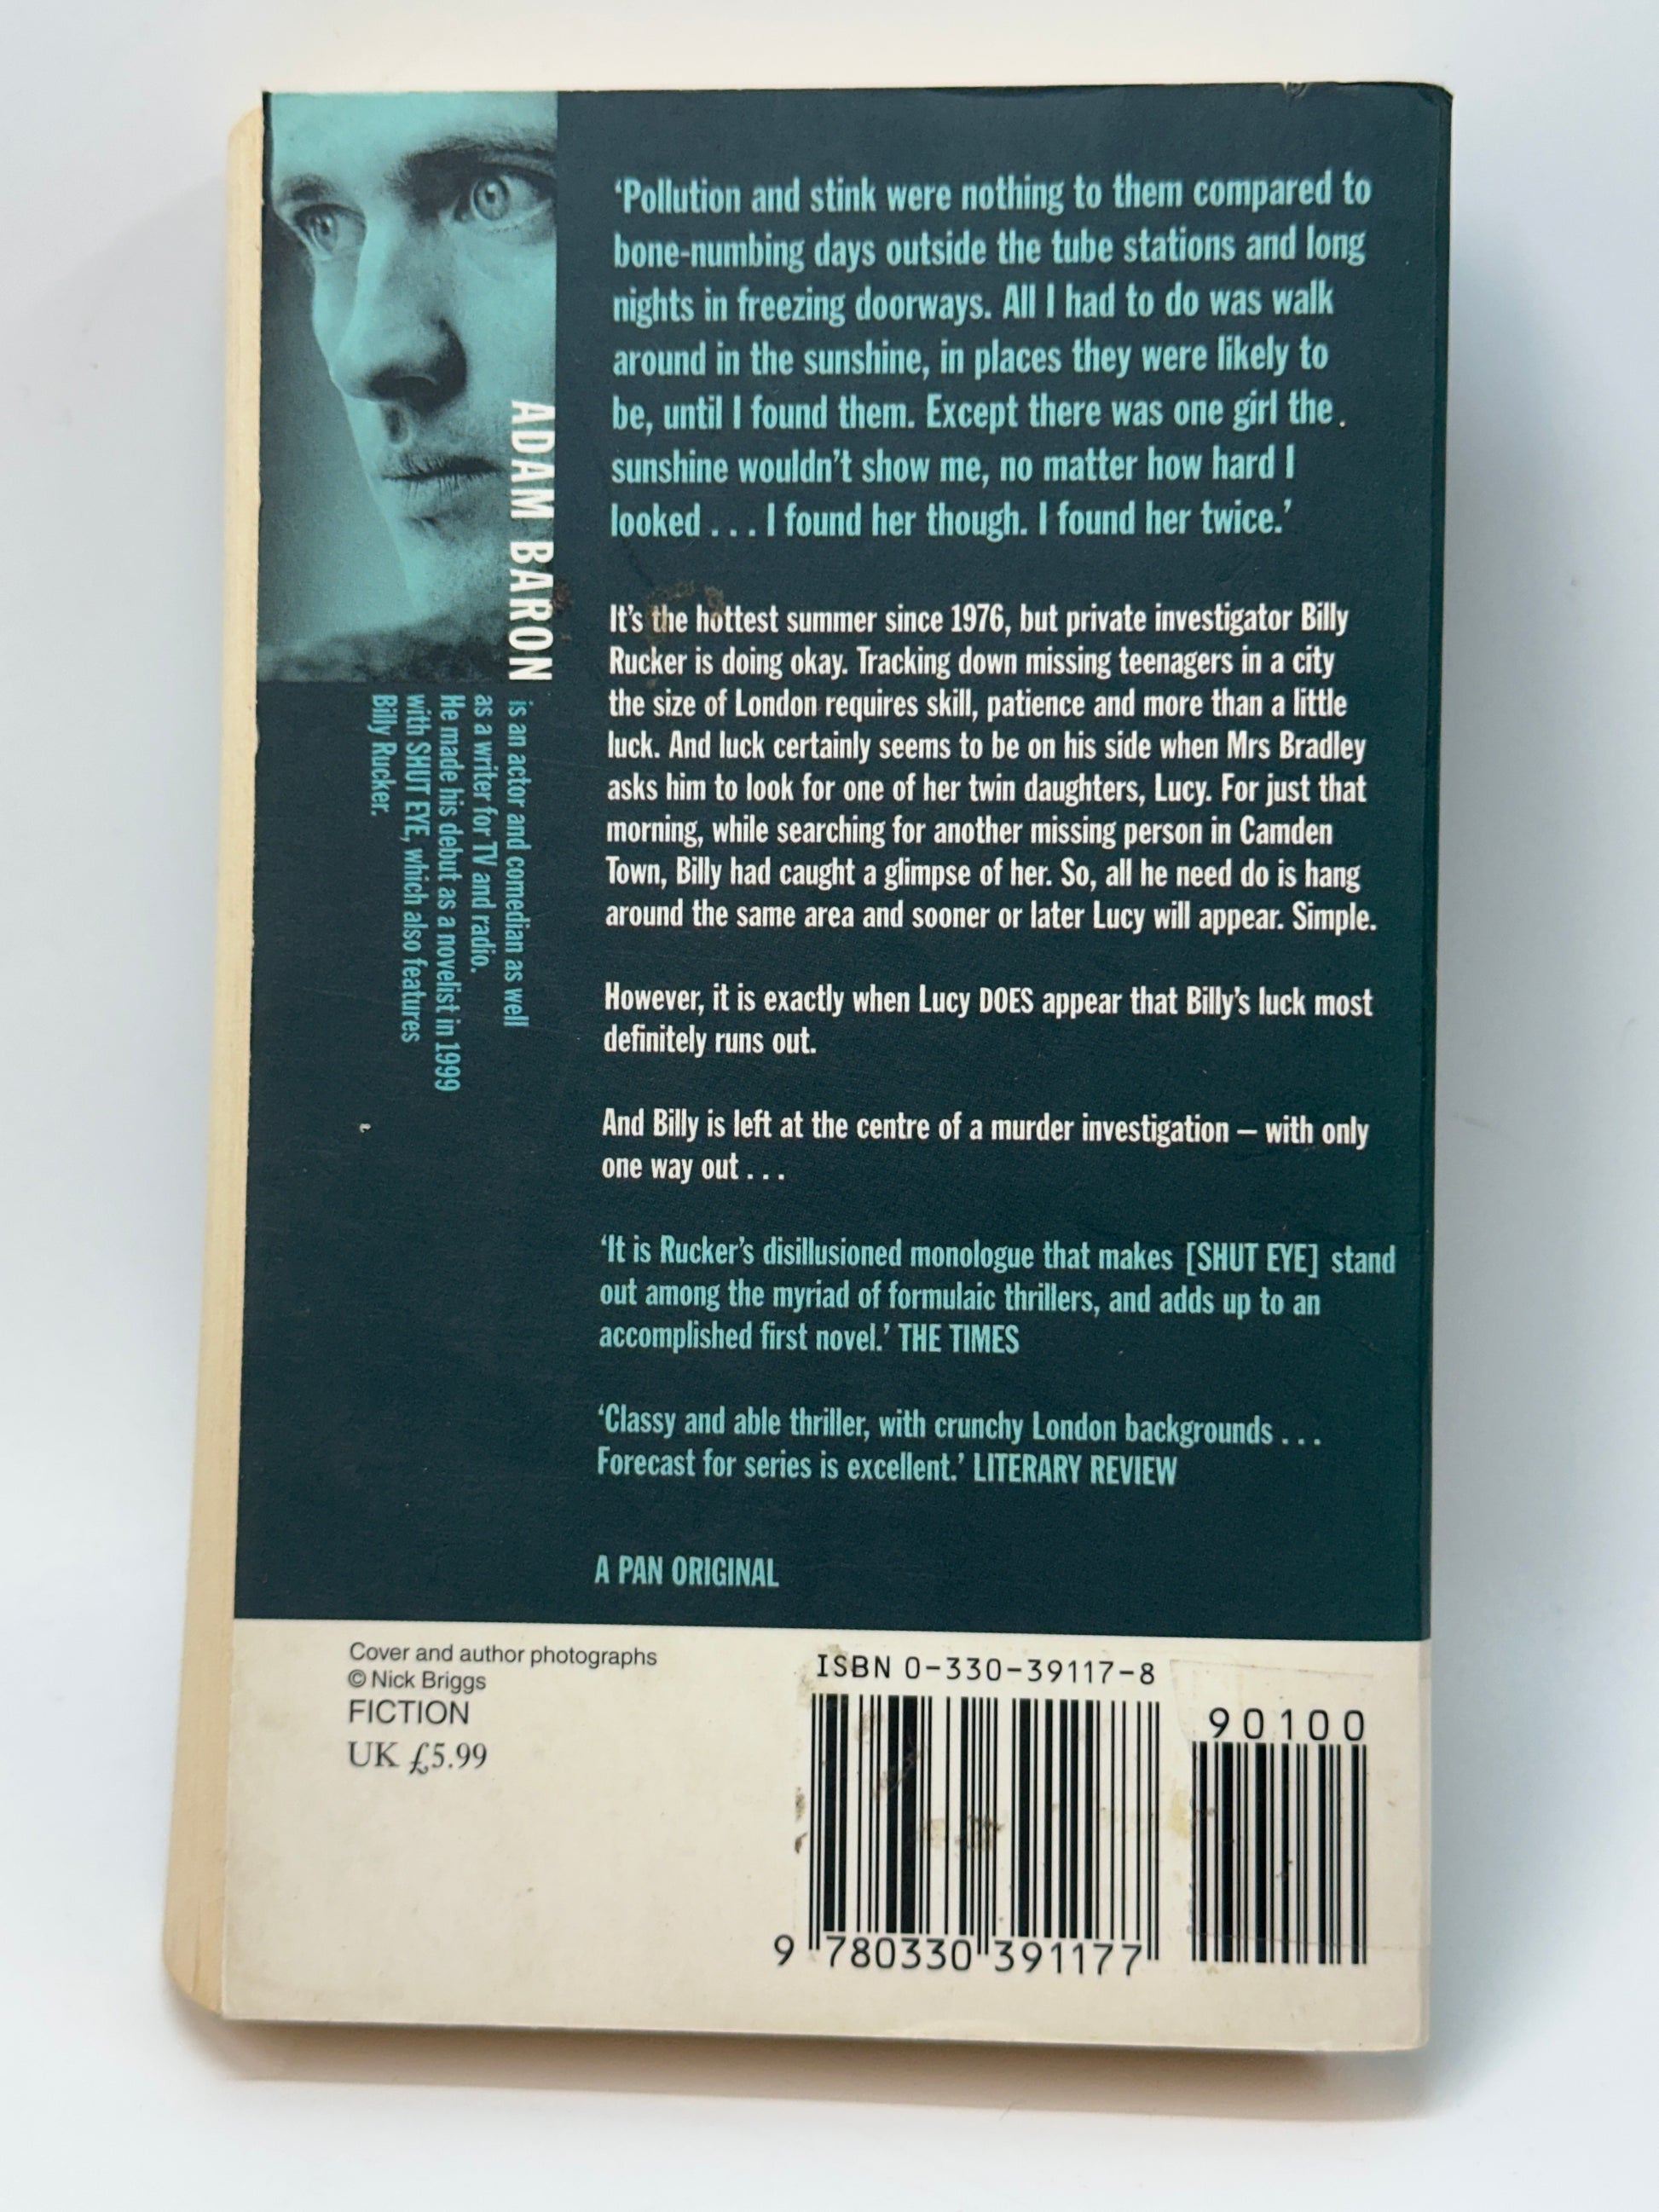 ‘Pollution and stink were nothing to them compared to
bone-numbing days outside the tube stations and long
nights in freezing doorways. All I had to do was walk
around in the sunshine, in places they were likely to
be, until I found them. Except there was one girl the
sunshine wouldn’t show me, no matter how hard I
looked . . . I found her though. I found her twice.’
It’s the hottest summer since 1976, but private investigator Billy
Rucker is doing okay. Tracking down missing teenagers in a city
the size of London requires skill, patience and more than a little
luck. And luck certainly seems to be on his side when Mrs Bradley
asks him to look for one of her twin daughters, Lucy. For just that
morning, while searching for another missing person in Camden
Town, Billy had caught a glimpse of her. So, all he need do is hang
around the same area and sooner or later Lucy will appear. Simple.
However, it is exactly when Lucy DOES appear that Billy’s luck most
definitely runs out.
And Billy is left at the centre of a murder investigation – with only
one way out . . .
‘It is Rucker’s disillusioned monologue that makes [SHUT EYE] stand
out among the myriad of formulaic thrillers, and adds up to an
accomplished first novel.’ THE TIMES
‘Classy and able thriller, with crunchy London backgrounds . . .
Forecast for series is excellent.’ LITERARY REVIEW
A PAN ORIGINAL
ADAM BARON
is an actor and comedian as well
as a writer for TV and radio.
He made his debut as a novelist in 1999
with SHUT EYE, which also features
Billy Rucker.
Cover and author photographs
© Nick Briggs
FICTION
UK £5.99
ISBN 0-330-39117-8
90100
9 780330 391177